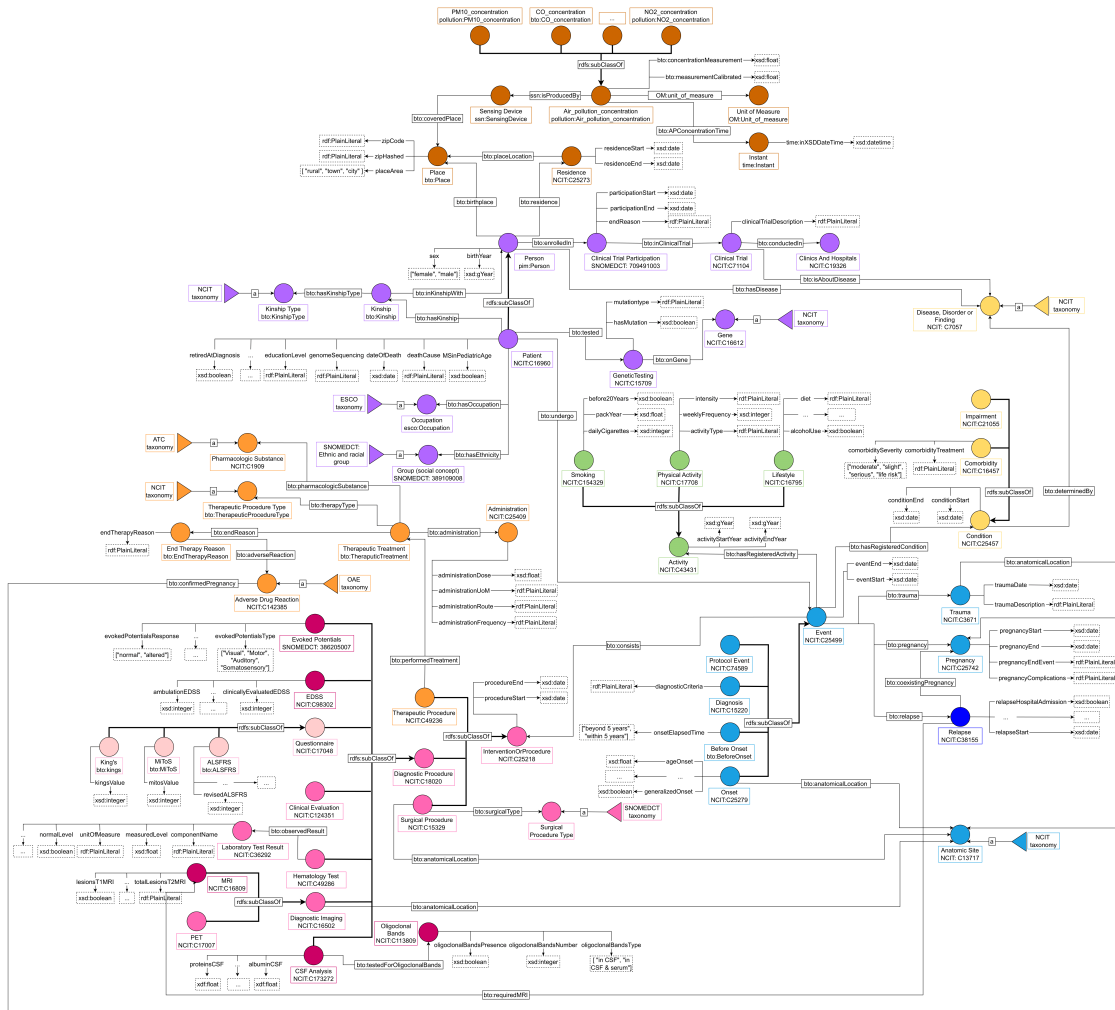 PM10_concentration
pollution:PM10_concentration
CO_concentration
bto:CO_concentration
...
NO2_concentration
pollution:NO2_concentration
rdfs:subClassOf
bto:concentrationMeasurement
xsd:float
bto:measurementCalibrated
xsd:float
ssn:isProducedBy
OM:unit_of_measure
Sensing Device
ssn:SensingDevice
Air_pollution_concentration
pollution:Air_pollution_concentration
Unit of Measure
OM:Unit_of_measure
bto:coveredPlace
bto:APConcentrationTime
rdf:PlainLiteral
zipCode
time:inXSDDateTime
xsd:datetime
rdf:PlainLiteral
zipHashed
bto:placeLocation
residenceStart
xsd:date
residenceEnd
xsd:date
["rural", "town", "city" ]
placeArea
Place
bto:Place
Residence
NCIT:C25273
Instant
time:Instant
bto:birthplace
bto:residence
participationStart
xsd:date
participationEnd
xsd:date
endReason
rdf:PlainLiteral
clinicalTrialDescription
rdf:PlainLiteral
bto:enrolledIn
bto:inClinicalTrial
bto:conductedIn
sex
birthYear
Person
pim:Person
Clinical Trial Participation
SNOMEDCT: 709491003
Clinical Trial
NCIT:C71104
Clinics And Hospitals
NCIT:C19326
["female", "male"]
xsd:gYear
bto:isAboutDisease
bto:hasDisease
NCIT
taxonomy
a
bto:hasKinshipType
bto:inKinshipWith
rdfs:subClassOf
Kinship Type
bto:KinshipType
Kinship
bto:Kinship
bto:hasKinship
mutationtype
rdf:PlainLiteral
hasMutation
xsd:boolean
Gene
NCIT:C16612
a
NCIT
taxonomy
Disease, Disorder or
Finding
NCIT: C7057
a
NCIT
taxonomy
bto:tested
bto:onGene
Patient
NCIT:C16960
GeneticTesting
NCIT:C15709
retiredAtDiagnosis
...
educationLevel
genomeSequencing
dateOfDeath
deathCause
MSinPediatricAge
xsd:boolean
...
rdf:PlainLiteral
rdf:PlainLiteral
xsd:date
rdf:PlainLiteral
xsd:boolean
ESCO
taxonomy
a
bto:hasOccupation
Occupation
esco:Occupation
bto:undergo
before20Years
xsd:boolean
packYear
xsd:float
dailyCigarettes
xsd:integer
intensity
rdf:PlainLiteral
weeklyFrequency
xsd:integer
activityType
rdf:PlainLiteral
diet
rdf:PlainLiteral
...
...
alcoholUse
xsd:boolean
Impairment
NCIT:C21055
ATC
taxonomy
a
Pharmacologic Substance
NCIT:C1909
SNOMEDCT:
Ethnic and racial
group
a
bto:hasEthnicity
Group (social concept)
SNOMEDCT: 389109008
Smoking
NCIT:C154329
Physical Activity
NCIT:C17708
Lifestyle
NCIT:C16795
comorbiditySeverity
comorbidityTreatment
["moderate", "slight",
"serious", "life risk"]
rdf:PlainLiteral
Comorbidity
NCIT:C16457
bto:pharmacologicSubstance
NCIT
taxonomy
a
bto:therapyType
Therapeutic Procedure Type
bto:TherapeuticProcedureType
rdfs:subClassOf
rdfs:subClassOf
bto:determinedBy
conditionEnd
conditionStart
xsd:date
xsd:date
Administration
NCIT:C25409
endTherapyReason
rdf:PlainLiteral
bto:endReason
End Therapy Reason
bto:EndTherapyReason
bto:administration
Therapeutic Treatment
bto:TherapeuticTreatment
xsd:gYear
xsd:gYear
activityStartYear
activityEndYear
Condition
NCIT:C25457
bto:adverseReaction
bto:hasRegisteredActivity
bto:hasRegisteredCondition
Activity
NCIT:C43431
bto:confirmedPregnancy
a
OAE
taxonomy
Adverse Drug Reaction
NCIT:C142385
administrationDose
xsd:float
administrationUoM
rdf:PlainLiteral
administrationRoute
rdf:PlainLiteral
administrationFrequency
rdf:PlainLiteral
eventEnd
xsd:date
eventStart
xsd:date
bto:anatomicalLocation
bto:trauma
traumaDate
xsd:date
traumaDescription
rdf:PlainLiteral
Trauma
NCIT:C3671
Event
NCIT:C25499
evokedPotentialsResponse
...
evokedPotentialsType
["normal", "altered"]
...
["Visual", "Motor",
"Auditory",
"Somatosensory"]
Evoked Potentials
SNOMEDCT: 386205007
bto:consists
bto:pregnancy
pregnancyStart
xsd:date
pregnancyEnd
xsd:date
pregnancyEndEvent
rdf:PlainLiteral
pregnancyComplications
rdf:PlainLiteral
Pregnancy
NCIT:C25742
Protocol Event
NCIT:C74589
bto:performedTreatment
ambulationEDSS
...
clinicallyEvaluatedEDSS
xsd:integer
...
xsd:integer
EDSS
NCIT:C98302
procedureEnd
xsd:date
procedureStart
xsd:date
rdf:PlainLiteral
diagnosticCriteria
Diagnosis
NCIT:C15220
bto:coexistingPregnancy
Therapeutic Procedure
NCIT:C49236
rdfs:subClassOf
rdfs:subClassOf
bto:relapse
relapseHospitalAdmission
xsd:boolean
...
...
relapseStart
xsd:date
Relapse
NCIT:C38155
rdfs:subClassOf
Questionnaire
NCIT:C17048
["beyond 5 years",
"within 5 years"]
onsetElapsedTime
Before Onset
bto:BeforeOnset
King's
bto:kings
MiToS
bto:MiToS
ALSFRS
bto:ALSFRS
rdfs:subClassOf
Diagnostic Procedure
NCIT:C18020
InterventionOrProcedure
NCIT:C25218
xsd:float
ageOnset
...
...
xsd:boolean
generalizedOnset
Onset
NCIT:C25279
bto:anatomicalLocation
kingsValue
mitosValue
...
...
revisedALSFRS
xsd:integer
xsd:integer
xsd:integer
Clinical Evaluation
NCIT:C124351
Surgical Procedure
NCIT:C15329
bto:surgicalType
Surgical
Procedure Type
a
SNOMEDCT
taxonomy
...
normalLevel
unitOfMeasure
measuredLevel
componentName
...
xsd:boolean
rdf:PlainLiteral
xsd:float
rdf:PlainLiteral
bto:observedResult
Laboratory Test Result
C36292
Hematology Test
NCIT:C49286
bto:anatomicalLocation
Anatomic Site
NCIT: C13717
a
NCIT
taxonomy
lesionsT1MRI
...
totalLesionsT2MRI
xsd:boolean
...
rdf:PlainLiteral
MRI
NCIT:C16809
rdfs:subClassOf
Diagnostic Imaging
NCIT:C16502
bto:anatomicalLocation
PET
NCIT:C17007
Oligoclonal
Bands
NCIT:C113809
oligoclonalBandsPresence
oligoclonalBandsNumber
oligoclonalBandsType
xsd:boolean
xsd:integer
[ "in CSF", "in
CSF & serum"]
proteinsCSF
...
albuminCSF
xdf:float
...
xdf:float
CSF Analysis
NCIT:C173272
bto:testedForOligoclonalBands
bto:requiredMRI